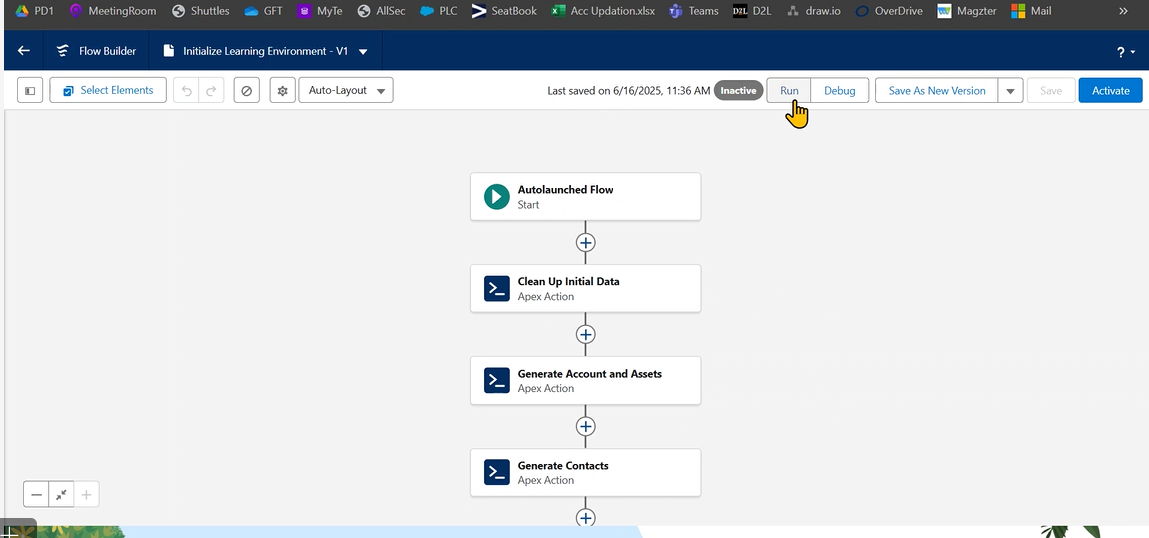 PD1 MeetingRoom Shuttles GFT MyTe AllSec PLC SeatBook Acc Updation.xlsx Teams D2L D2L draw.io OverDrive Magzter Mail »
Flow Builder Initialize Learning Environment - V1 ?
Select Elements Auto-Layout Last saved on 6/16/2025, 11:36 AM Inactive Run Debug Save As New Version Save Activate
Autolaunched Flow
Start
Clean Up Initial Data
Apex Action
Generate Account and Assets
Apex Action
Generate Contacts
Apex Action